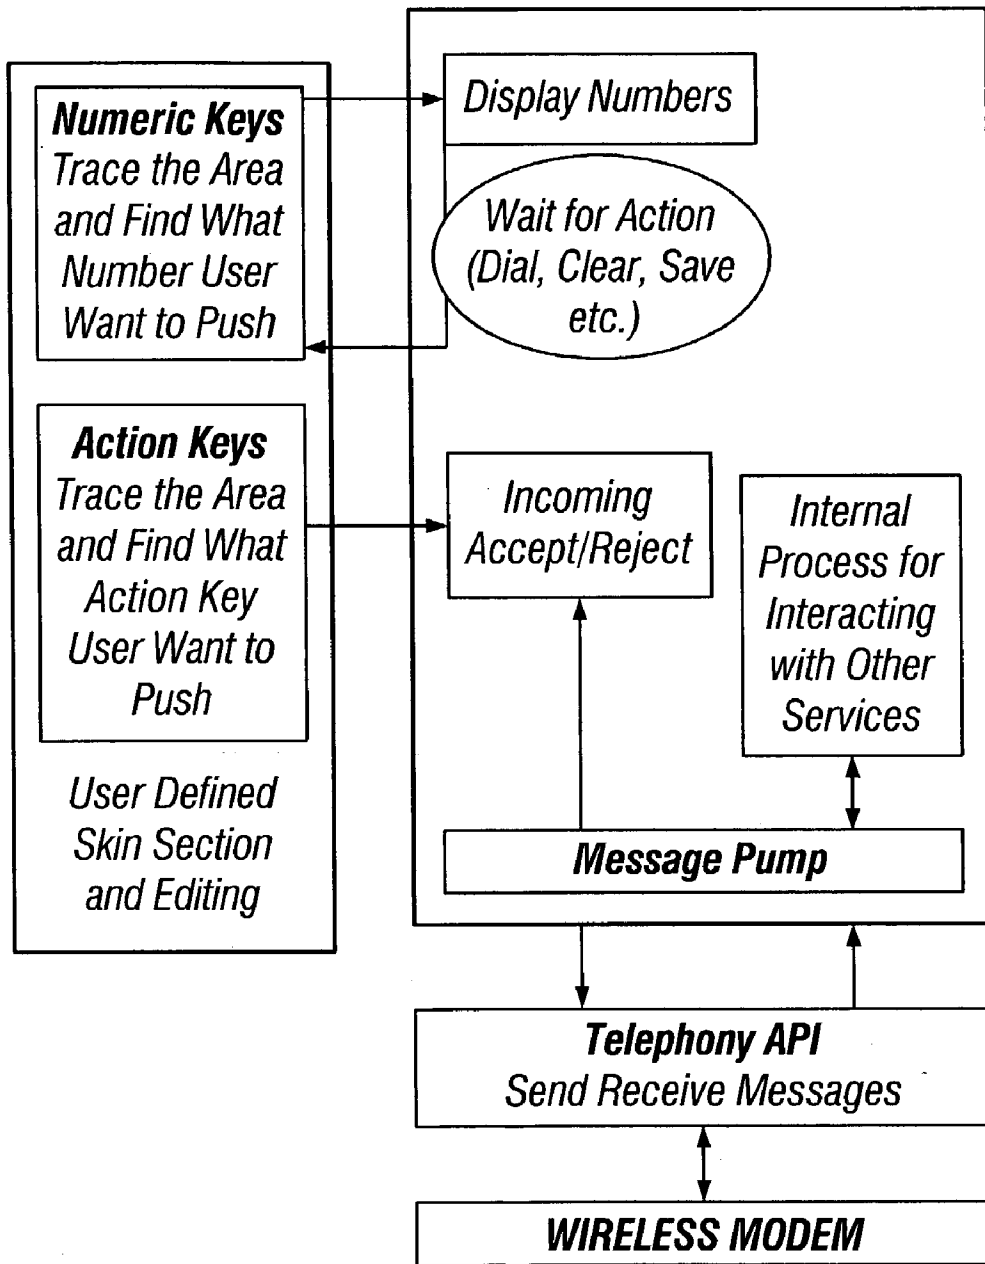 Numeric Keys
Trace the Area
and Find What
Number User
Want to Push
Action Keys
Trace the Area
and Find What
Action Key
User Want to
Push
User Defined
Skin Section
and Editing
Display Numbers
Wait for Action
(Dial, Clear, Save
etc.)
Incoming
Accept/Reject
Internal
Process for
Interacting
with Other
Services
Message Pump
Telephony API
Send Receive Messages
WIRELESS MODEM